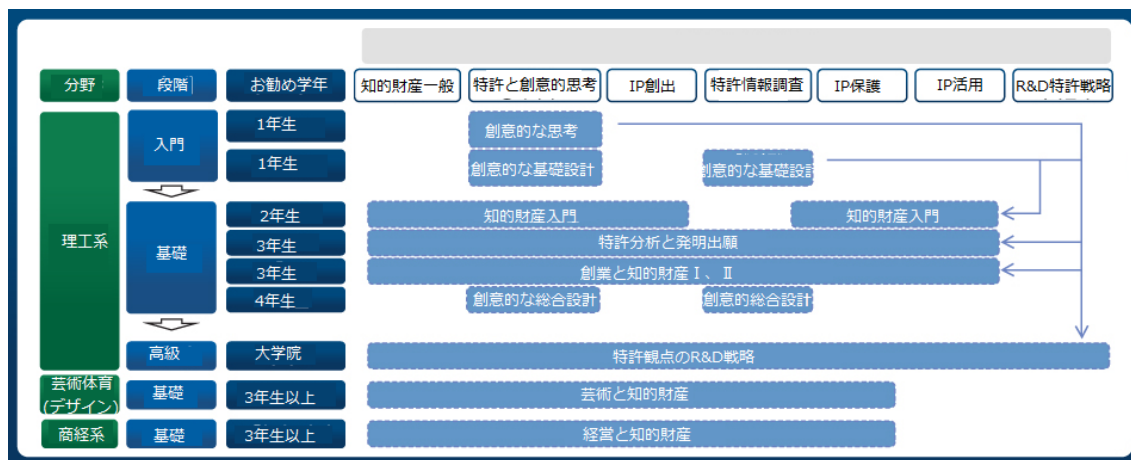 分野 段階 お勧め学年 知的財産一般 特許と創意的思考 IP創出 特許情報調査 IP保護 IP活用 R&D特許戦略
理工系
入門
1年生 創意的な思考
1年生 創意的な基礎設計 創意的な基礎設計
基礎
2年生 知的財産入門 知的財産入門
3年生 特許分析と発明出願
3年生 創業と知的財産Ⅰ、Ⅱ
4年生 創意的な総合設計 創意的総合設計
高級 大学院 特許観点のR&D戦略
芸術体育
(デザイン)
基礎 3年生以上 芸術と知的財産
商経系 基礎 3年生以上 経営と知的財産